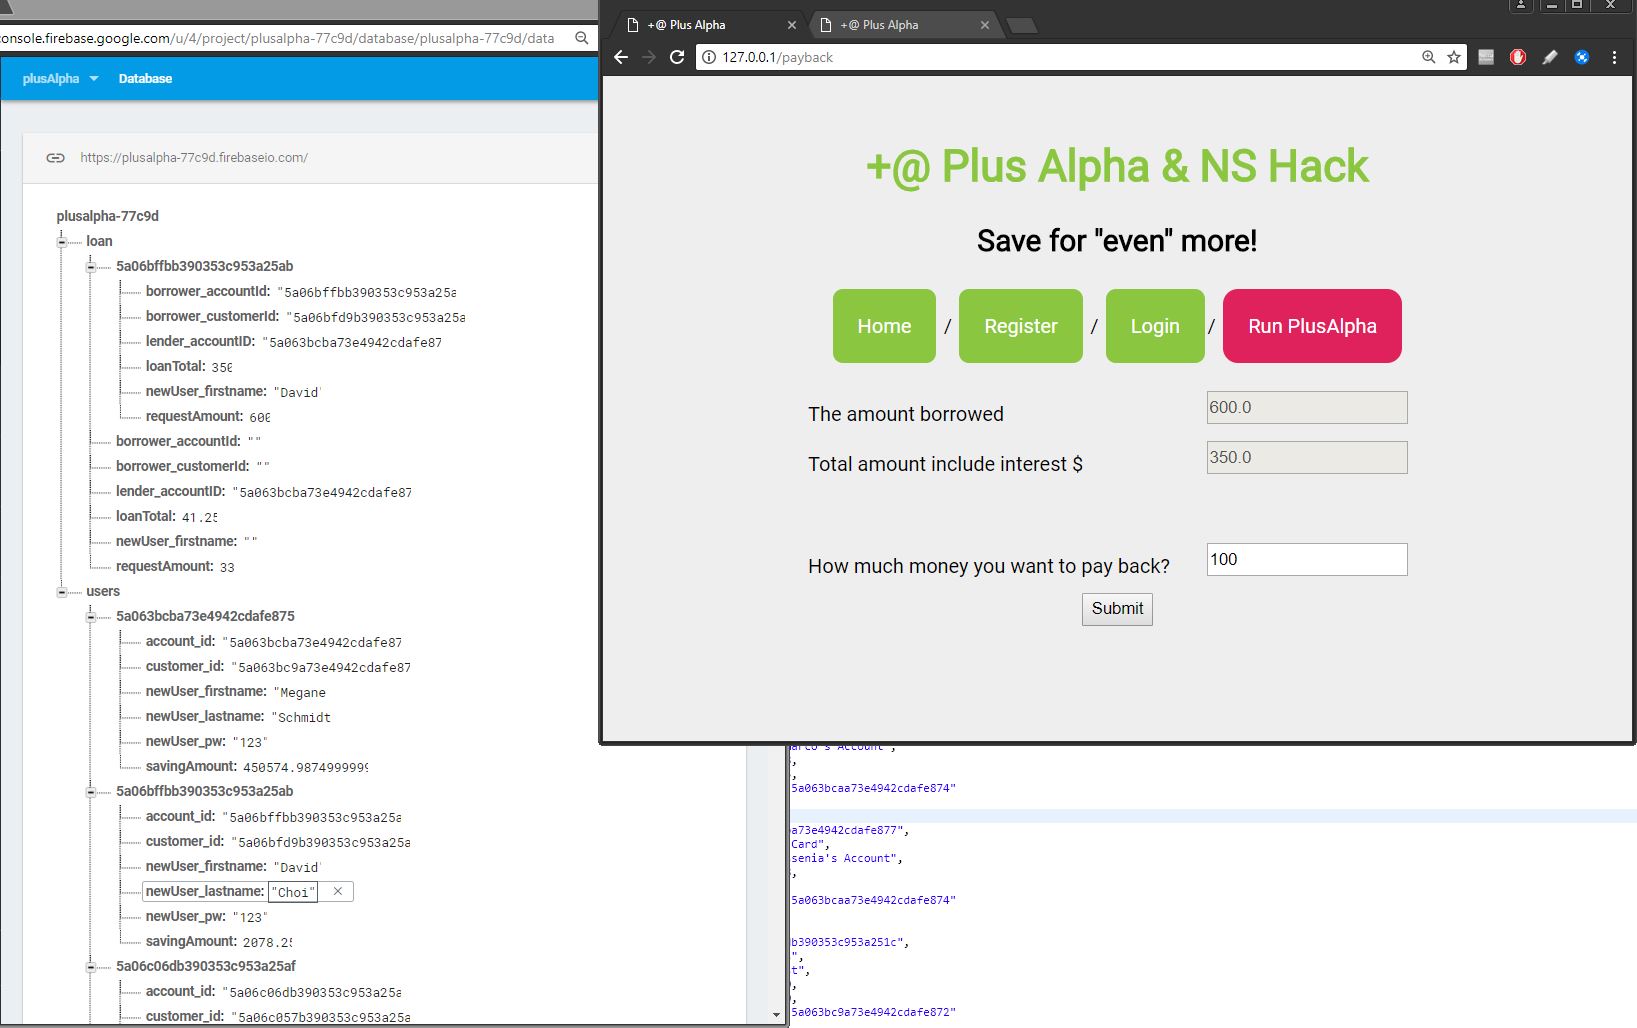 console.firebase.google.com/u/4/project/plusalpha-77c9d/database/plusalpha-77c9d/data
plusAlpha Database
https://plusalpha-77c9d.firebaseio.com/
plusalpha-77c9d
loan
5a06bffbb390353c953a25ab
borrower_accountId: "5a06bffbb390353c953a25a
borrower_customerId: "5a06bfd9b390353c953a25a
lender_accountID: "5a063bcba73e4942cdafe87
loanTotal: 350
newUser_firstname: "David'
requestAmount: 600
borrower_accountId: ""
borrower_customerId: ""
lender_accountID: "5a063bcba73e4942cdafe87
loanTotal: 41.25
newUser_firstname: ""
requestAmount: 33
users
5a063bcba73e4942cdafe875
account_id: "5a063bcba73e4942cdafe87
customer_id: "5a063bc9a73e4942cdafe87
newUser_firstname: "Megane
newUser_lastname: "Schmidt
newUser_pw: "123"
savingAmount: 450574.9874999999
5a06bffbb390353c953a25ab
account_id: "5a06bffbb390353c953a25a
customer_id: "5a06bfd9b390353c953a25a
newUser_firstname: "David'
newUser_lastname: "Choi" ×
newUser_pw: "123"
savingAmount: 2078.25
5a06c06db390353c953a25af
account_id: "5a06c06db390353c953a25a
customer_id: "5a06c057b390353c953a25a
+@ Plus Alpha
+@ Plus Alpha
127.0.0.1/payback
+@ Plus Alpha & NS Hack
Save for "even" more!
Home / Register / Login / Run PlusAlpha
The amount borrowed 600.0
Total amount include interest $ 350.0
How much money you want to pay back? 100
Submit
arco's Account",
5a063bcaa73e4942cdafe874"
a73e4942cdafe877",
Card",
senia's Account",
5a063bcaa73e4942cdafe874"
b390353c953a251c",
",
t",
5a063bc9a73e4942cdafe872"